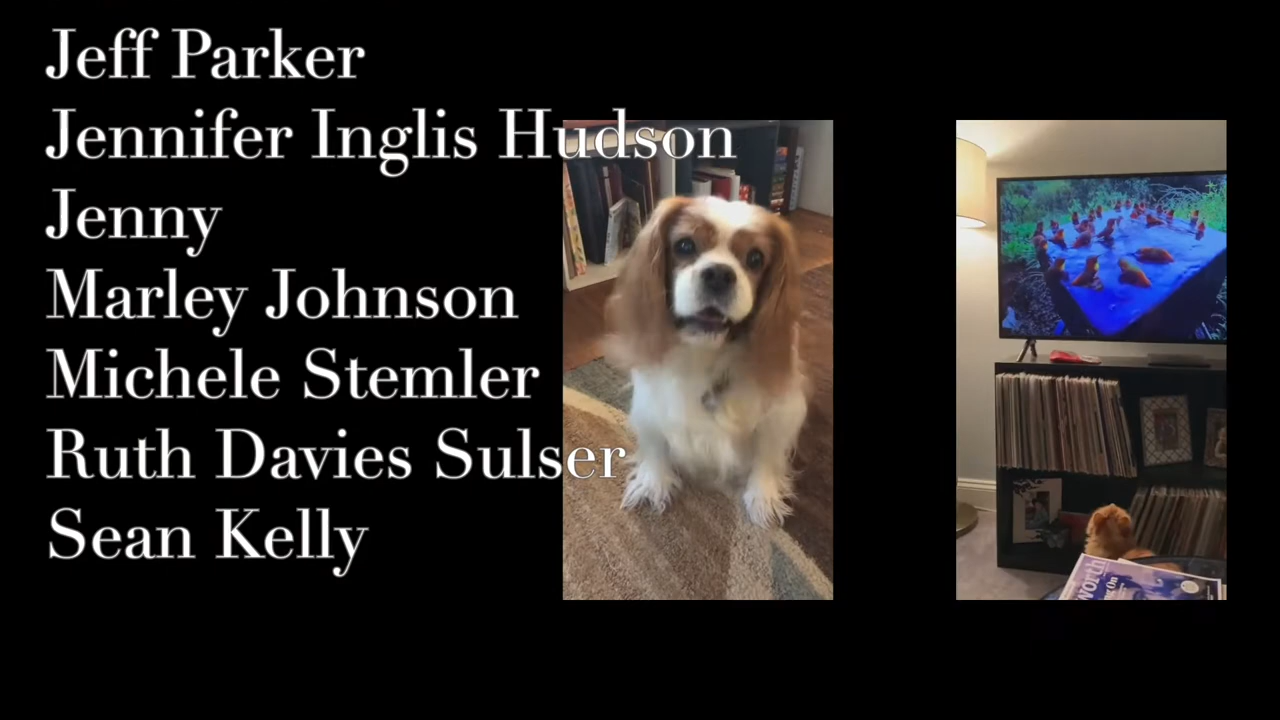 Jeff Parker
Jennifer Inglis Hudson
Jenny
Marley Johnson
Michele Stemler
Ruth Davies Sulser
Sean Kelly